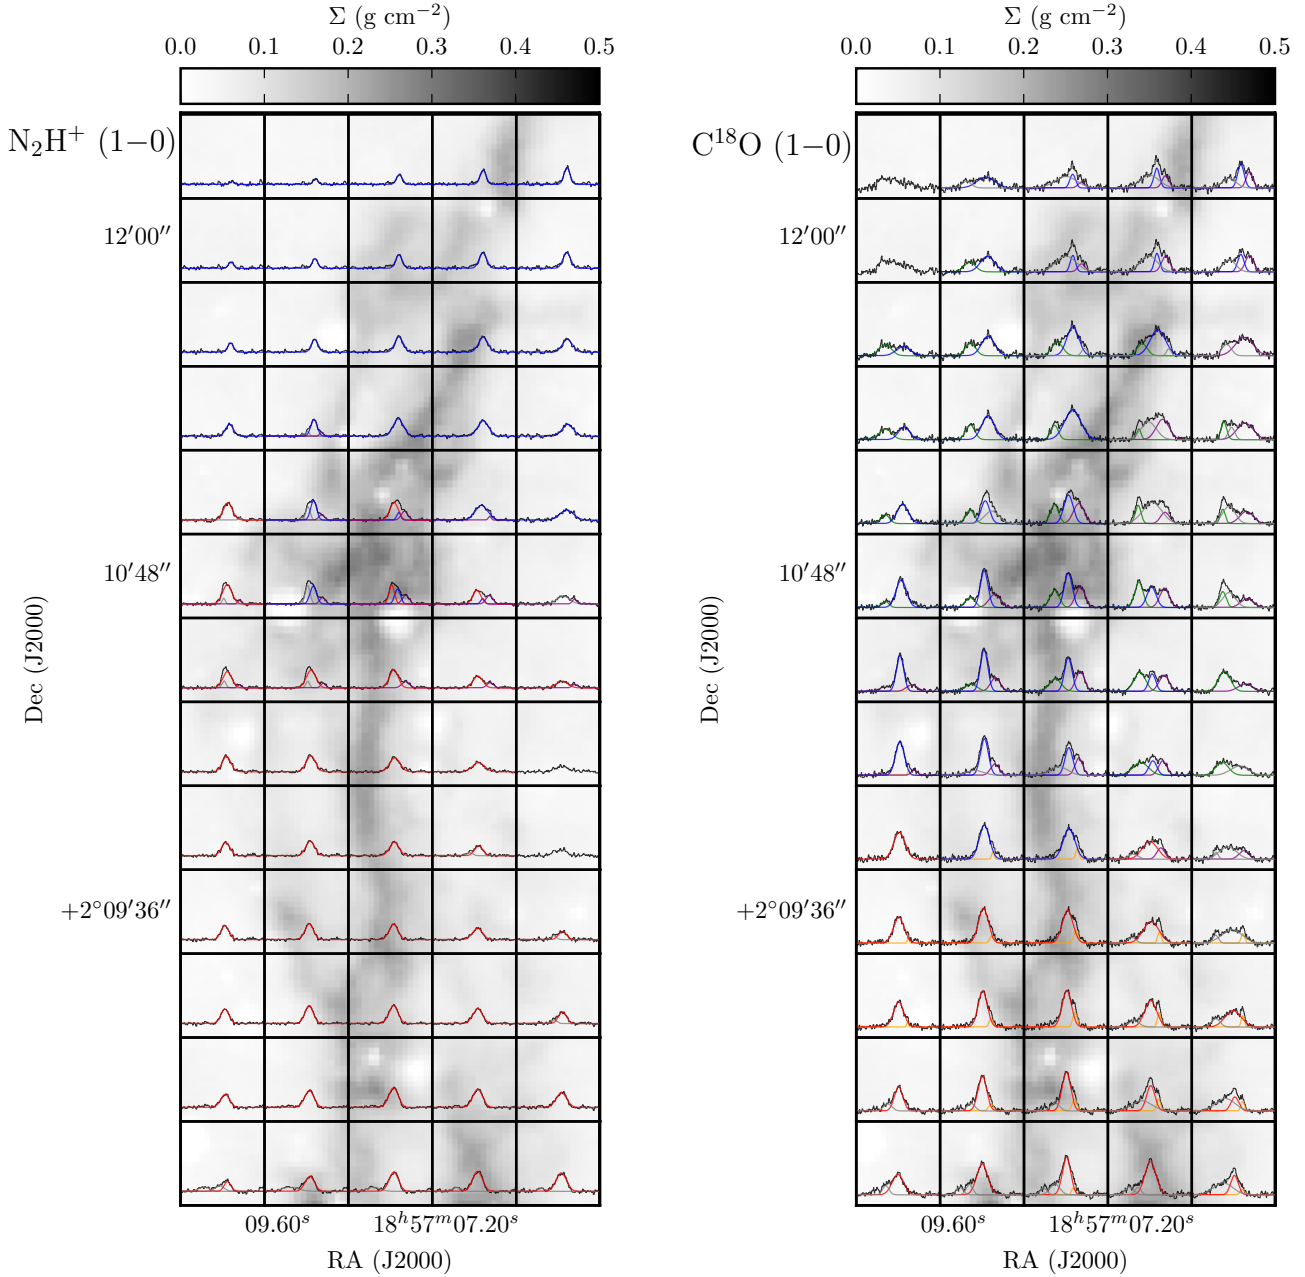 Σ (g cm⁻²)
0.0 0.1 0.2 0.3 0.4 0.5
N₂H⁺ (1−0)
12′00″
10′48″
+2°09′36″
Dec (J2000)
09.60ˢ 18ʰ57ᵐ07.20ˢ
RA (J2000)
Σ (g cm⁻²)
0.0 0.1 0.2 0.3 0.4 0.5
C¹⁸O (1−0)
12′00″
10′48″
+2°09′36″
Dec (J2000)
09.60ˢ 18ʰ57ᵐ07.20ˢ
RA (J2000)